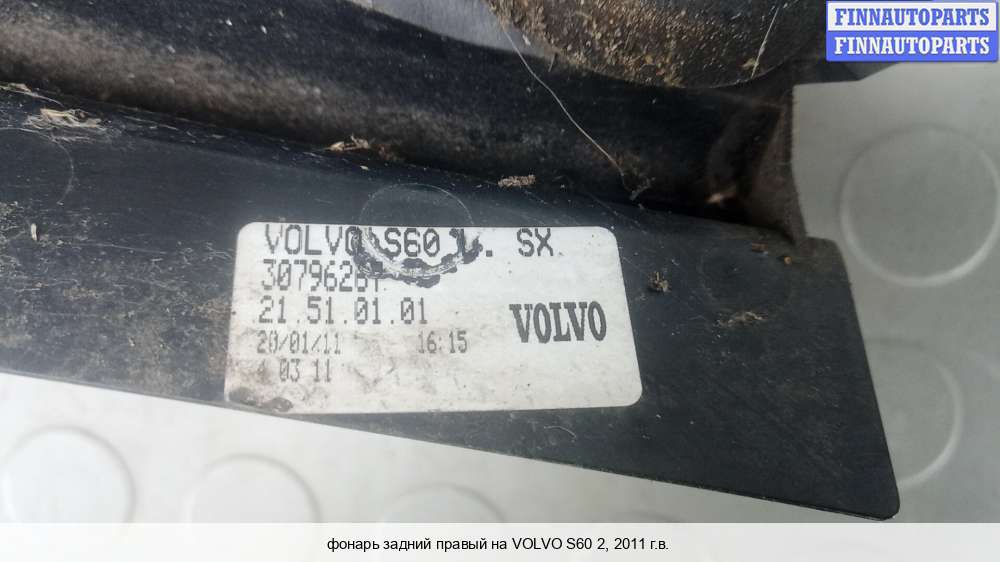 FINNAUTOPARTS
FINNAUTOPARTS
VOLVO S60 SX
21.51.01.01
VOLVO
20/01/11 16:15
03 11
фонарь задний правый на VOLVO S60 2, 2011 г.в.